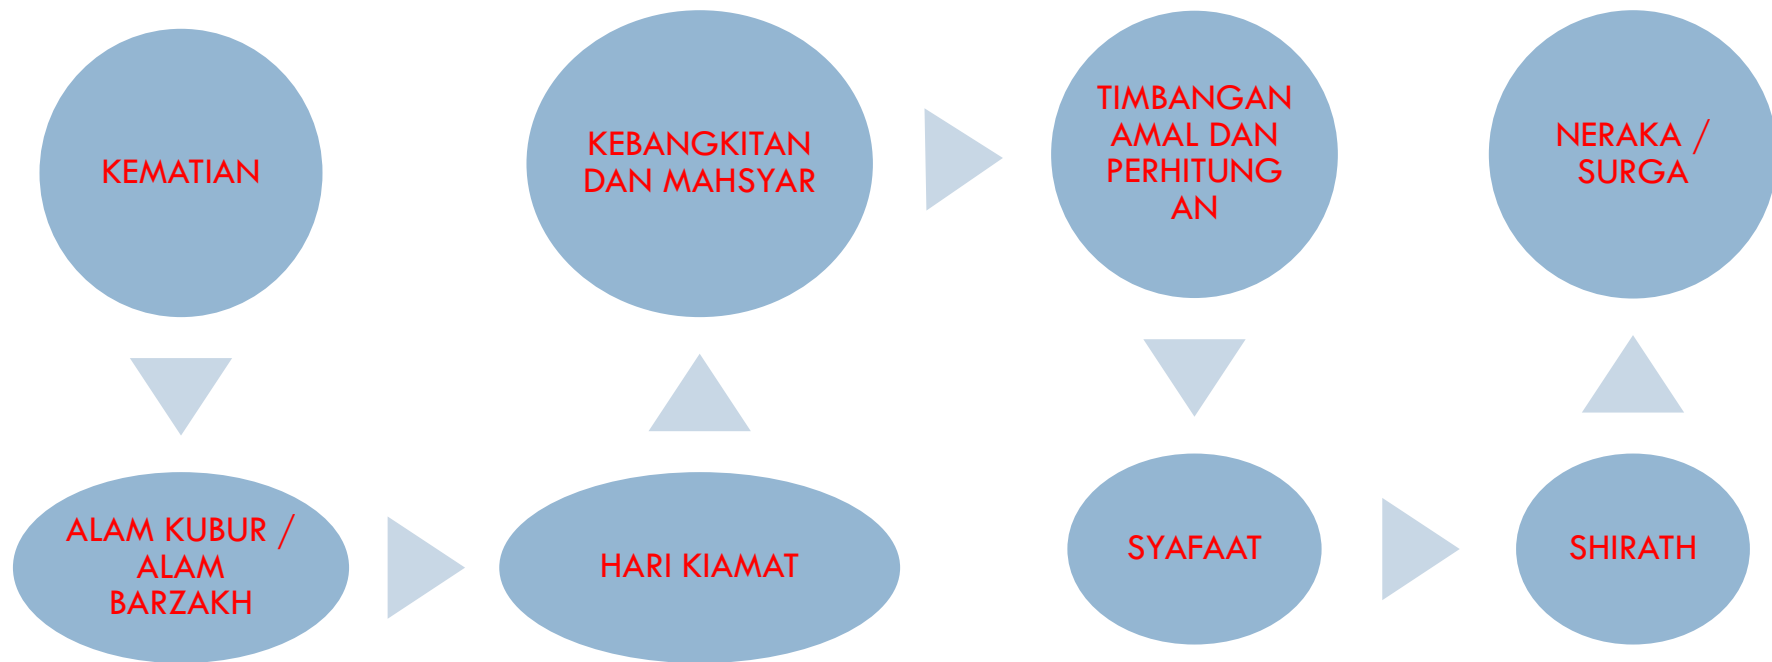 KEMATIAN
ALAM KUBUR /
ALAM
BARZAKH
HARI KIAMAT
KEBANGKITAN
DAN MAHSYAR
TIMBANGAN
AMAL DAN
PERHITUNG
AN
SYAFAAT
SHIRATH
NERAKA /
SURGA